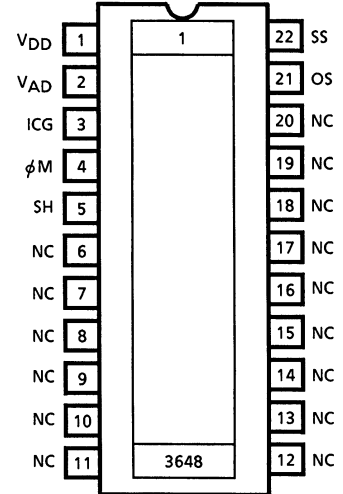 VDD 1 1 22 SS
VAD 2 21 OS
ICG 3 20 NC
ϕM 4 19 NC
SH 5 18 NC
NC 6 17 NC
NC 7 16 NC
NC 8 15 NC
NC 9 14 NC
NC 10 13 NC
NC 11 3648 12 NC